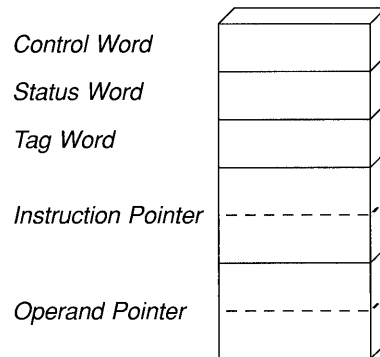 Control Word
Status Word
Tag Word
Instruction Pointer
Operand Pointer